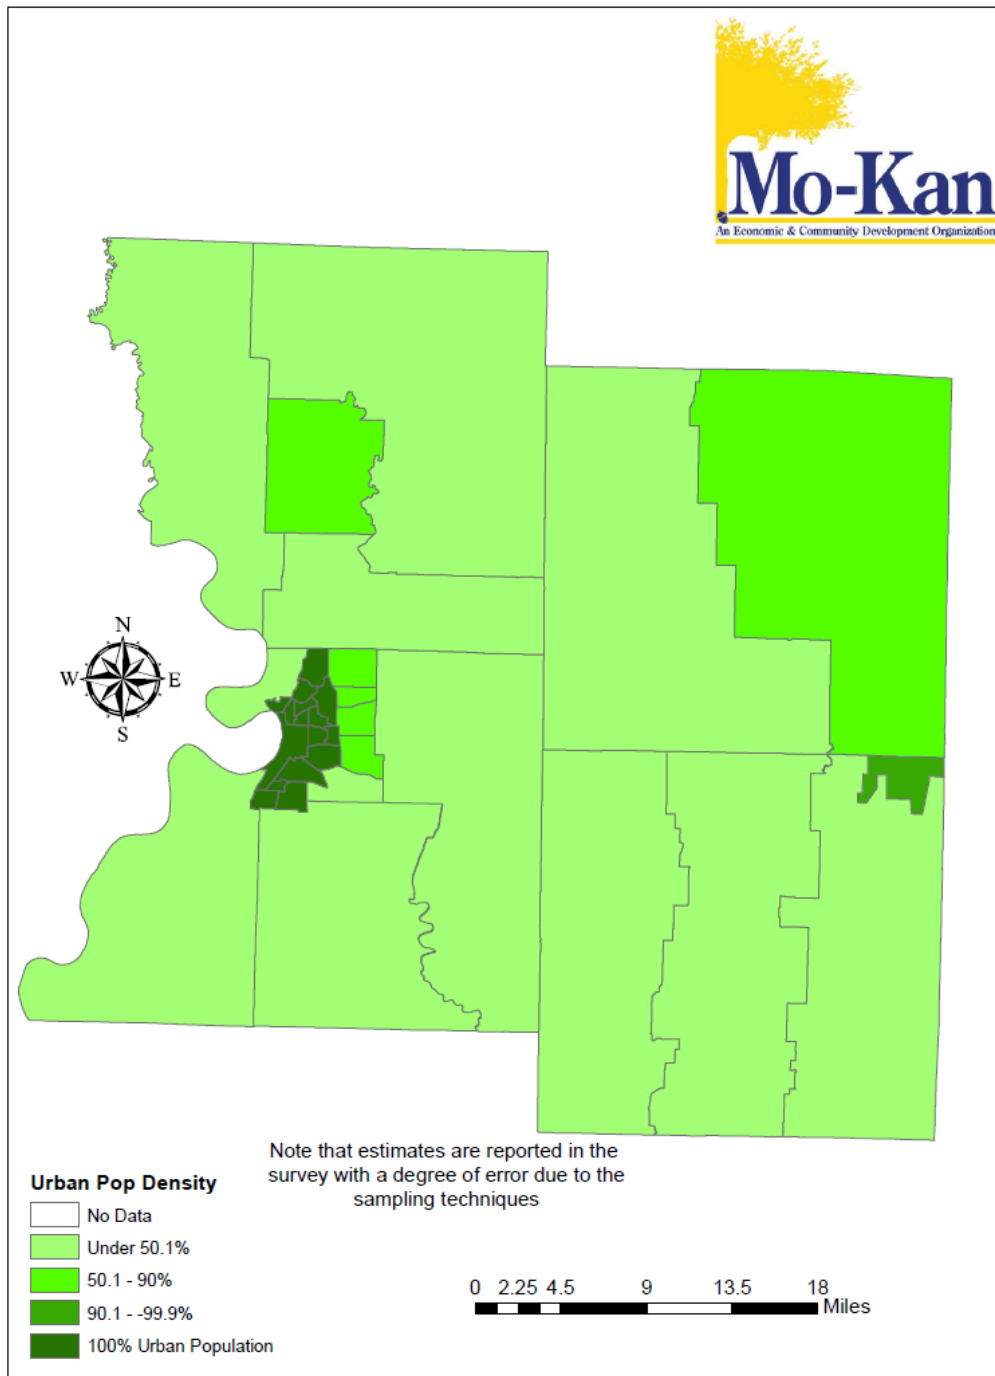 Mo-Kan
An Economic & Community Development Organization
N
W
E
S
Note that estimates are reported in the
survey with a degree of error due to the
sampling techniques
Urban Pop Density
No Data
Under 50.1%
50.1 - 90%
90.1 - -99.9%
100% Urban Population
0 2.25 4.5 9 13.5 18
Miles